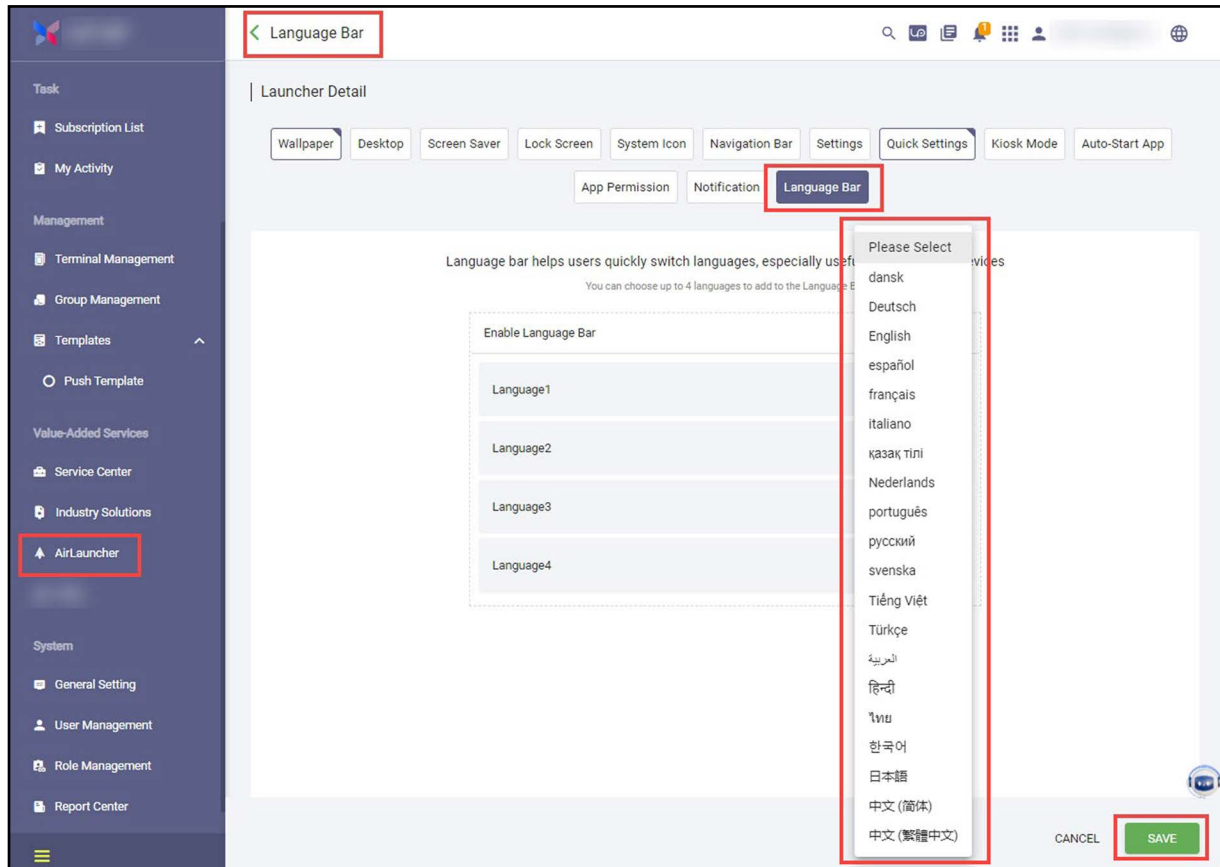 Language Bar
1
Task
Launcher Detail
Subscription List
My Activity
Wallpaper Desktop Screen Saver Lock Screen System Icon Navigation Bar Settings Quick Settings Kiosk Mode Auto-Start App
App Permission Notification Language Bar
Management
Terminal Management
Group Management
Templates
Push Template
Value-Added Services
Service Center
Industry Solutions
AirLauncher
System
General Setting
User Management
Role Management
Report Center
Language bar helps users quickly switch languages, especially
You can choose up to 4 languages to add to the Language
Enable Language Bar
Language1
Language2
Language3
Language4
Please Select
dansk
Deutsch
English
español
français
italiano
қазақ тілі
Nederlands
português
русский
svenska
Tiếng Việt
Türkçe
العربية
हिन्दी
ไทย
한국어
日本語
中文 (简体)
中文 (繁體中文)
CANCEL SAVE